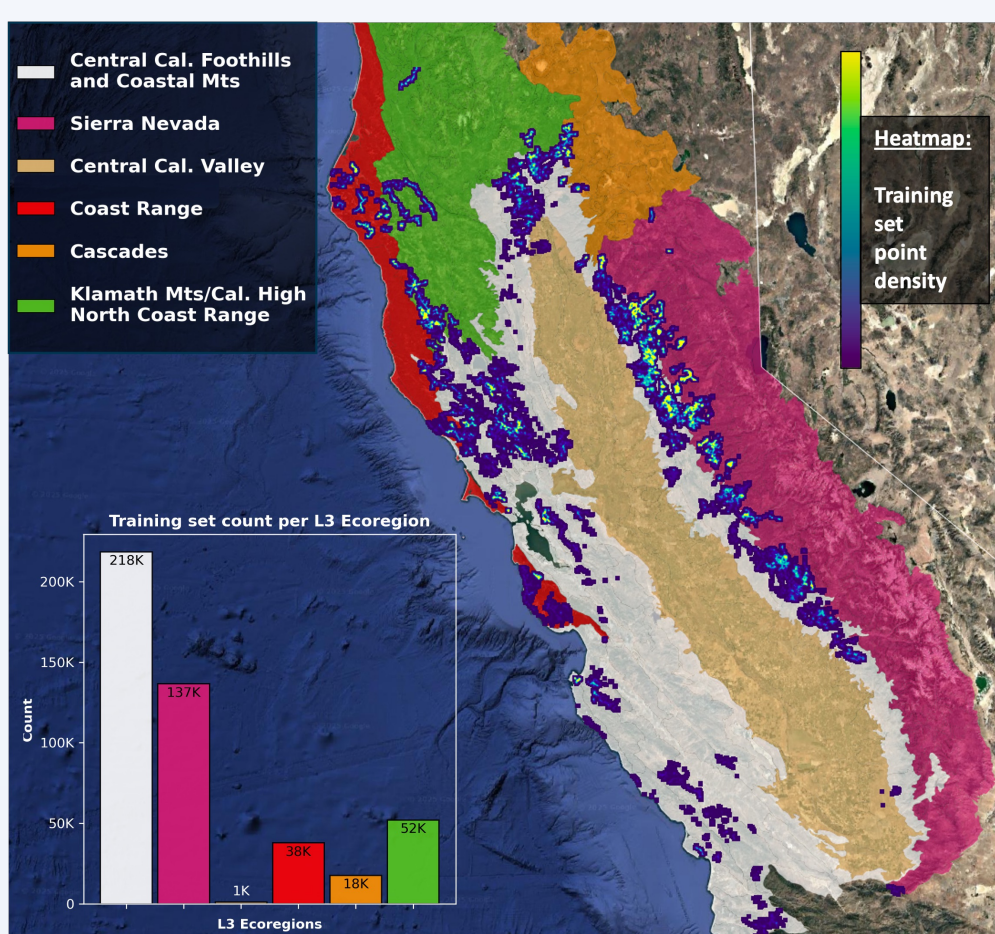 Central Cal. Foothills
and Coastal Mts
Sierra Nevada
Central Cal. Valley
Coast Range
Cascades
Klamath Mts/Cal. High
North Coast Range
Heatmap:
Training
set
point
density
Training set count per L3 Ecoregion
218K
200K
150K
137K
Count
100K
50K
52K
38K
18K
1K
0
L3 Ecoregions